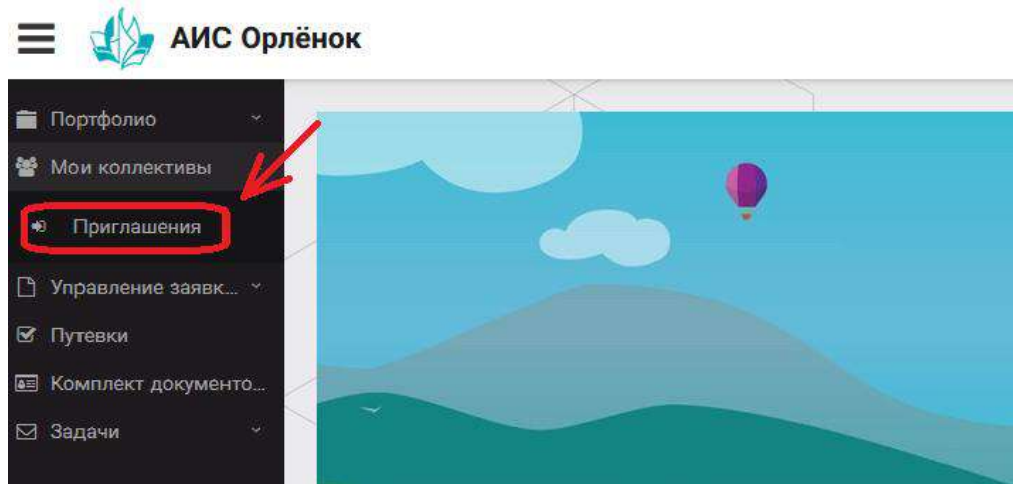 АИС Орлёнок
Портфолио
Мои коллективы
Приглашения
Управление заявк...
Путевки
Комплект документо...
Задачи